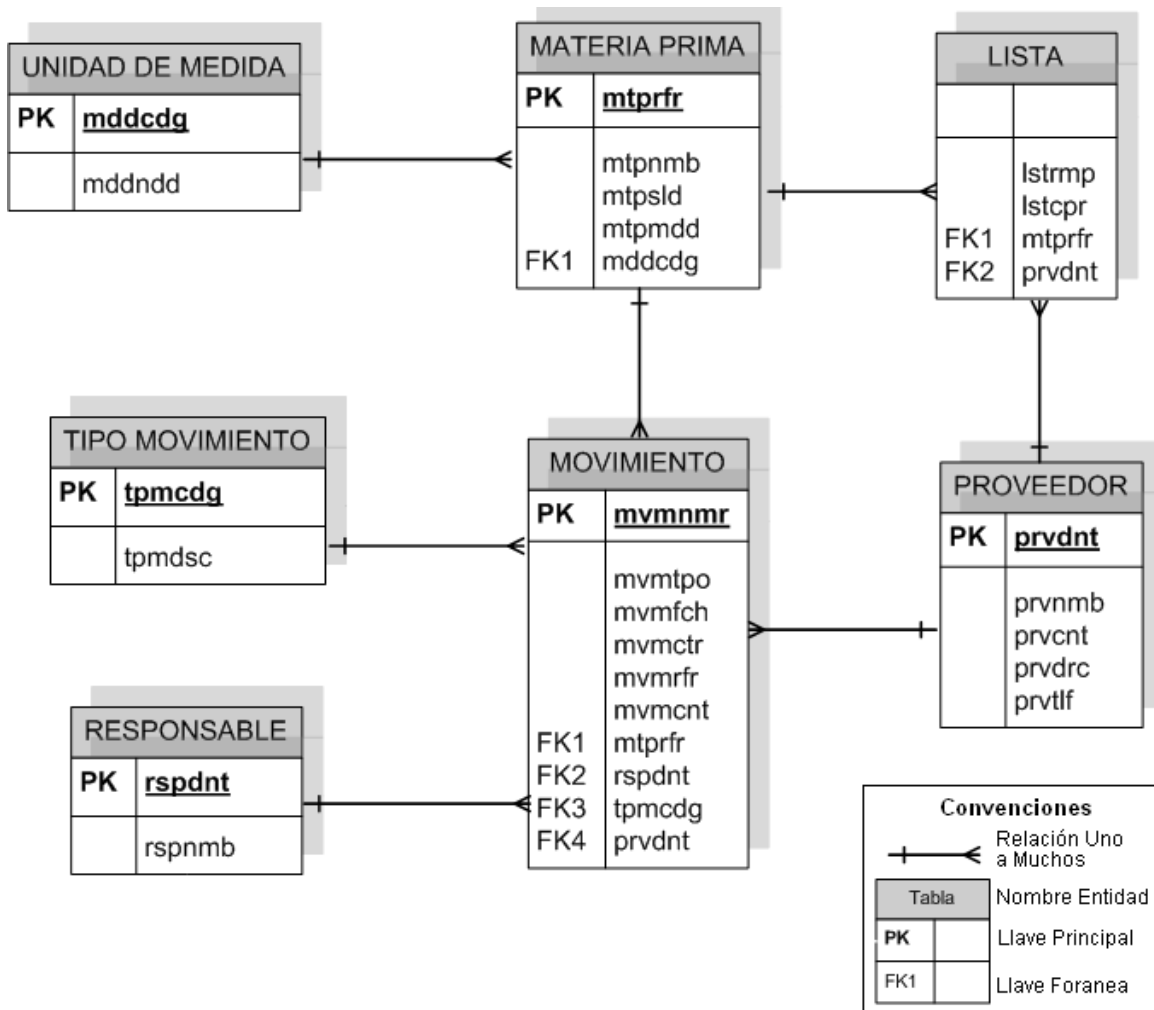 UNIDAD DE MEDIDA
PK mddcdg
mddndd
MATERIA PRIMA
PK mtprfr
mtpnmb
mtpsld
mtpmdd
FK1 mddcdg
LISTA
lstrmp
lstcpr
FK1 mtprfr
FK2 prvdnt
TIPO MOVIMIENTO
PK tpmcdg
tpmdsc
MOVIMIENTO
PK mvmnmr
mvmtpo
mvmfch
mvmctr
mvmrfr
mvmcnt
FK1 mtprfr
FK2 rspdnt
FK3 tpmcdg
FK4 prvdnt
PROVEEDOR
PK prvdnt
prvnmb
prvcnt
prvdrc
prvtlf
RESPONSABLE
PK rspdnt
rspnmb
Convenciones
Relación Uno
a Muchos
Tabla Nombre Entidad
PK Llave Principal
FK1 Llave Foranea